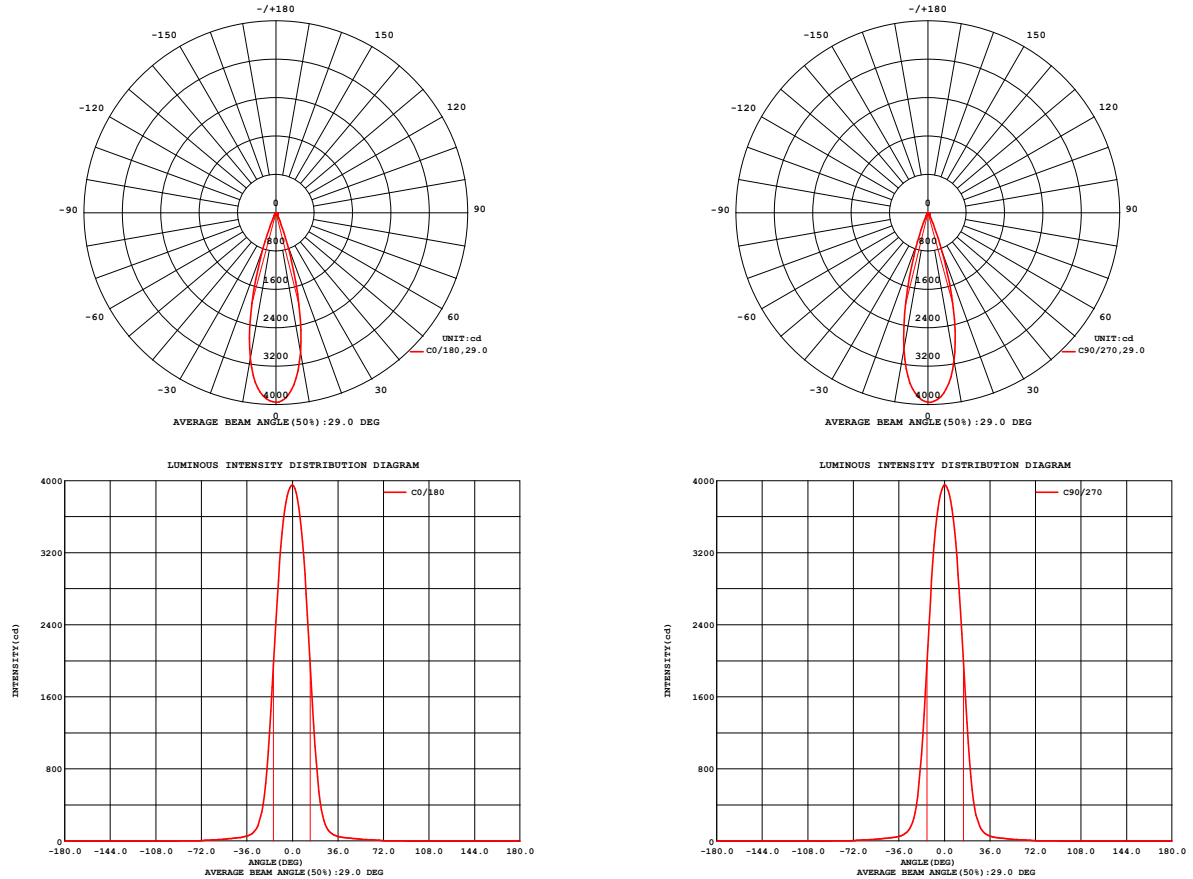 -/+180
-150
150
-120
120
-90
90
-60
60
-30
30
0
800
1600
2400
3200
4000
0
UNIT:cd
C0/180,29.0
AVERAGE BEAM ANGLE(50%):29.0 DEG
-/+180
-150
150
-120
120
-90
90
-60
60
-30
30
0
800
1600
2400
3200
4000
0
UNIT:cd
C90/270,29.0
AVERAGE BEAM ANGLE(50%):29.0 DEG
LUMINOUS INTENSITY DISTRIBUTION DIAGRAM
C0/180
INTENSITY(cd)
4000
3200
2400
1600
800
0
-180.0 -144.0 -108.0 -72.0 -36.0 0.0 36.0 72.0 108.0 144.0 180.0
ANGLE(DEG)
AVERAGE BEAM ANGLE(50%):29.0 DEG
LUMINOUS INTENSITY DISTRIBUTION DIAGRAM
C90/270
INTENSITY(cd)
4000
3200
2400
1600
800
0
-180.0 -144.0 -108.0 -72.0 -36.0 0.0 36.0 72.0 108.0 144.0 180.0
ANGLE(DEG)
AVERAGE BEAM ANGLE(50%):29.0 DEG